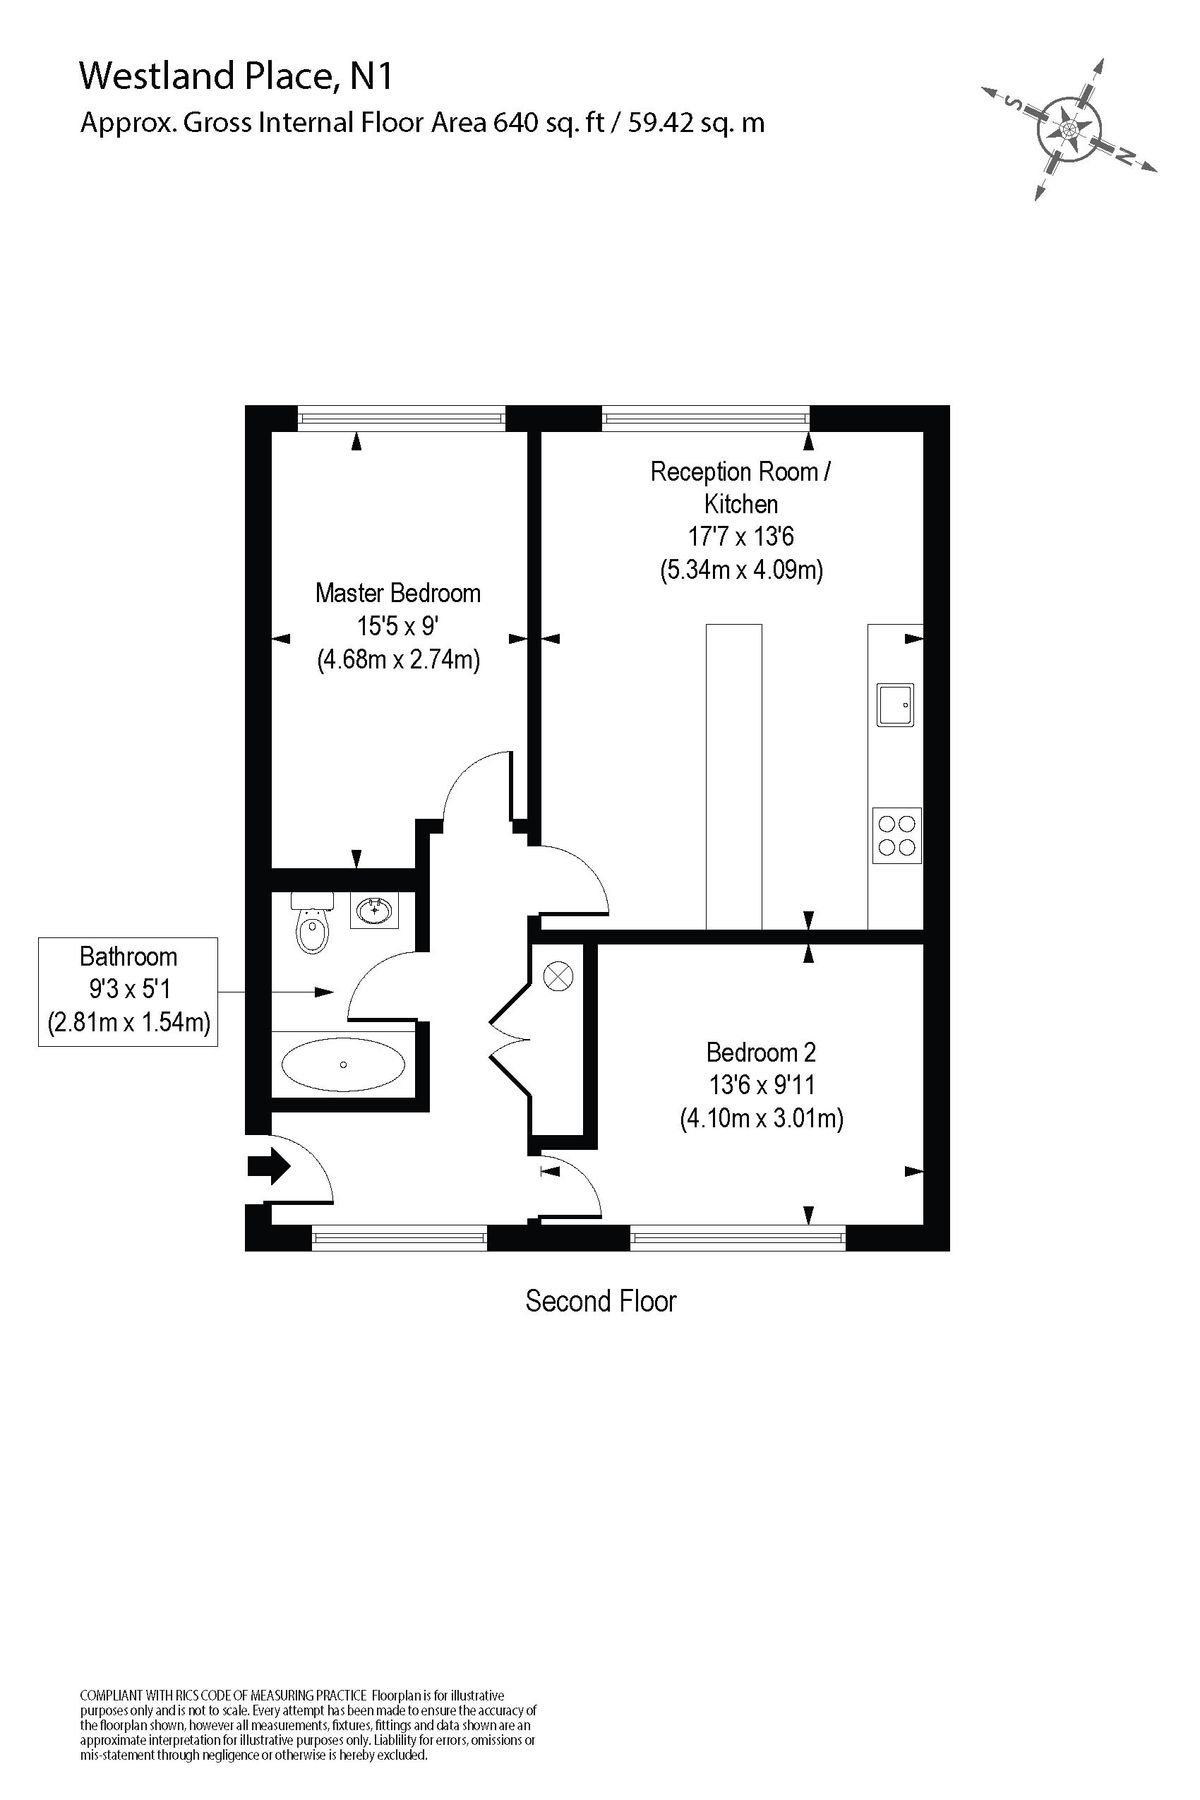 Westland Place, N1
Approx. Gross Internal Floor Area 640 sq. ft / 59.42 sq. m
S
N
Reception Room /
Kitchen
17'7 x 13'6
(5.34m x 4.09m)
Master Bedroom
15'5 x 9'
(4.68m x 2.74m)
Bathroom
9'3 x 5'1
(2.81m x 1.54m)
Bedroom 2
13'6 x 9'11
(4.10m x 3.01m)
Second Floor
COMPLIANT WITH RICS CODE OF MEASURING PRACTICE Floorplan is for illustrative
purposes only and is not to scale. Every attempt has been made to ensure the accuracy of
the floorplan shown, however all measurements, fixtures, fittings and data shown are an
approximate interpretation for illustrative purposes only. Liablility for errors, omissions or
mis-statement through negligence or otherwise is hereby excluded.